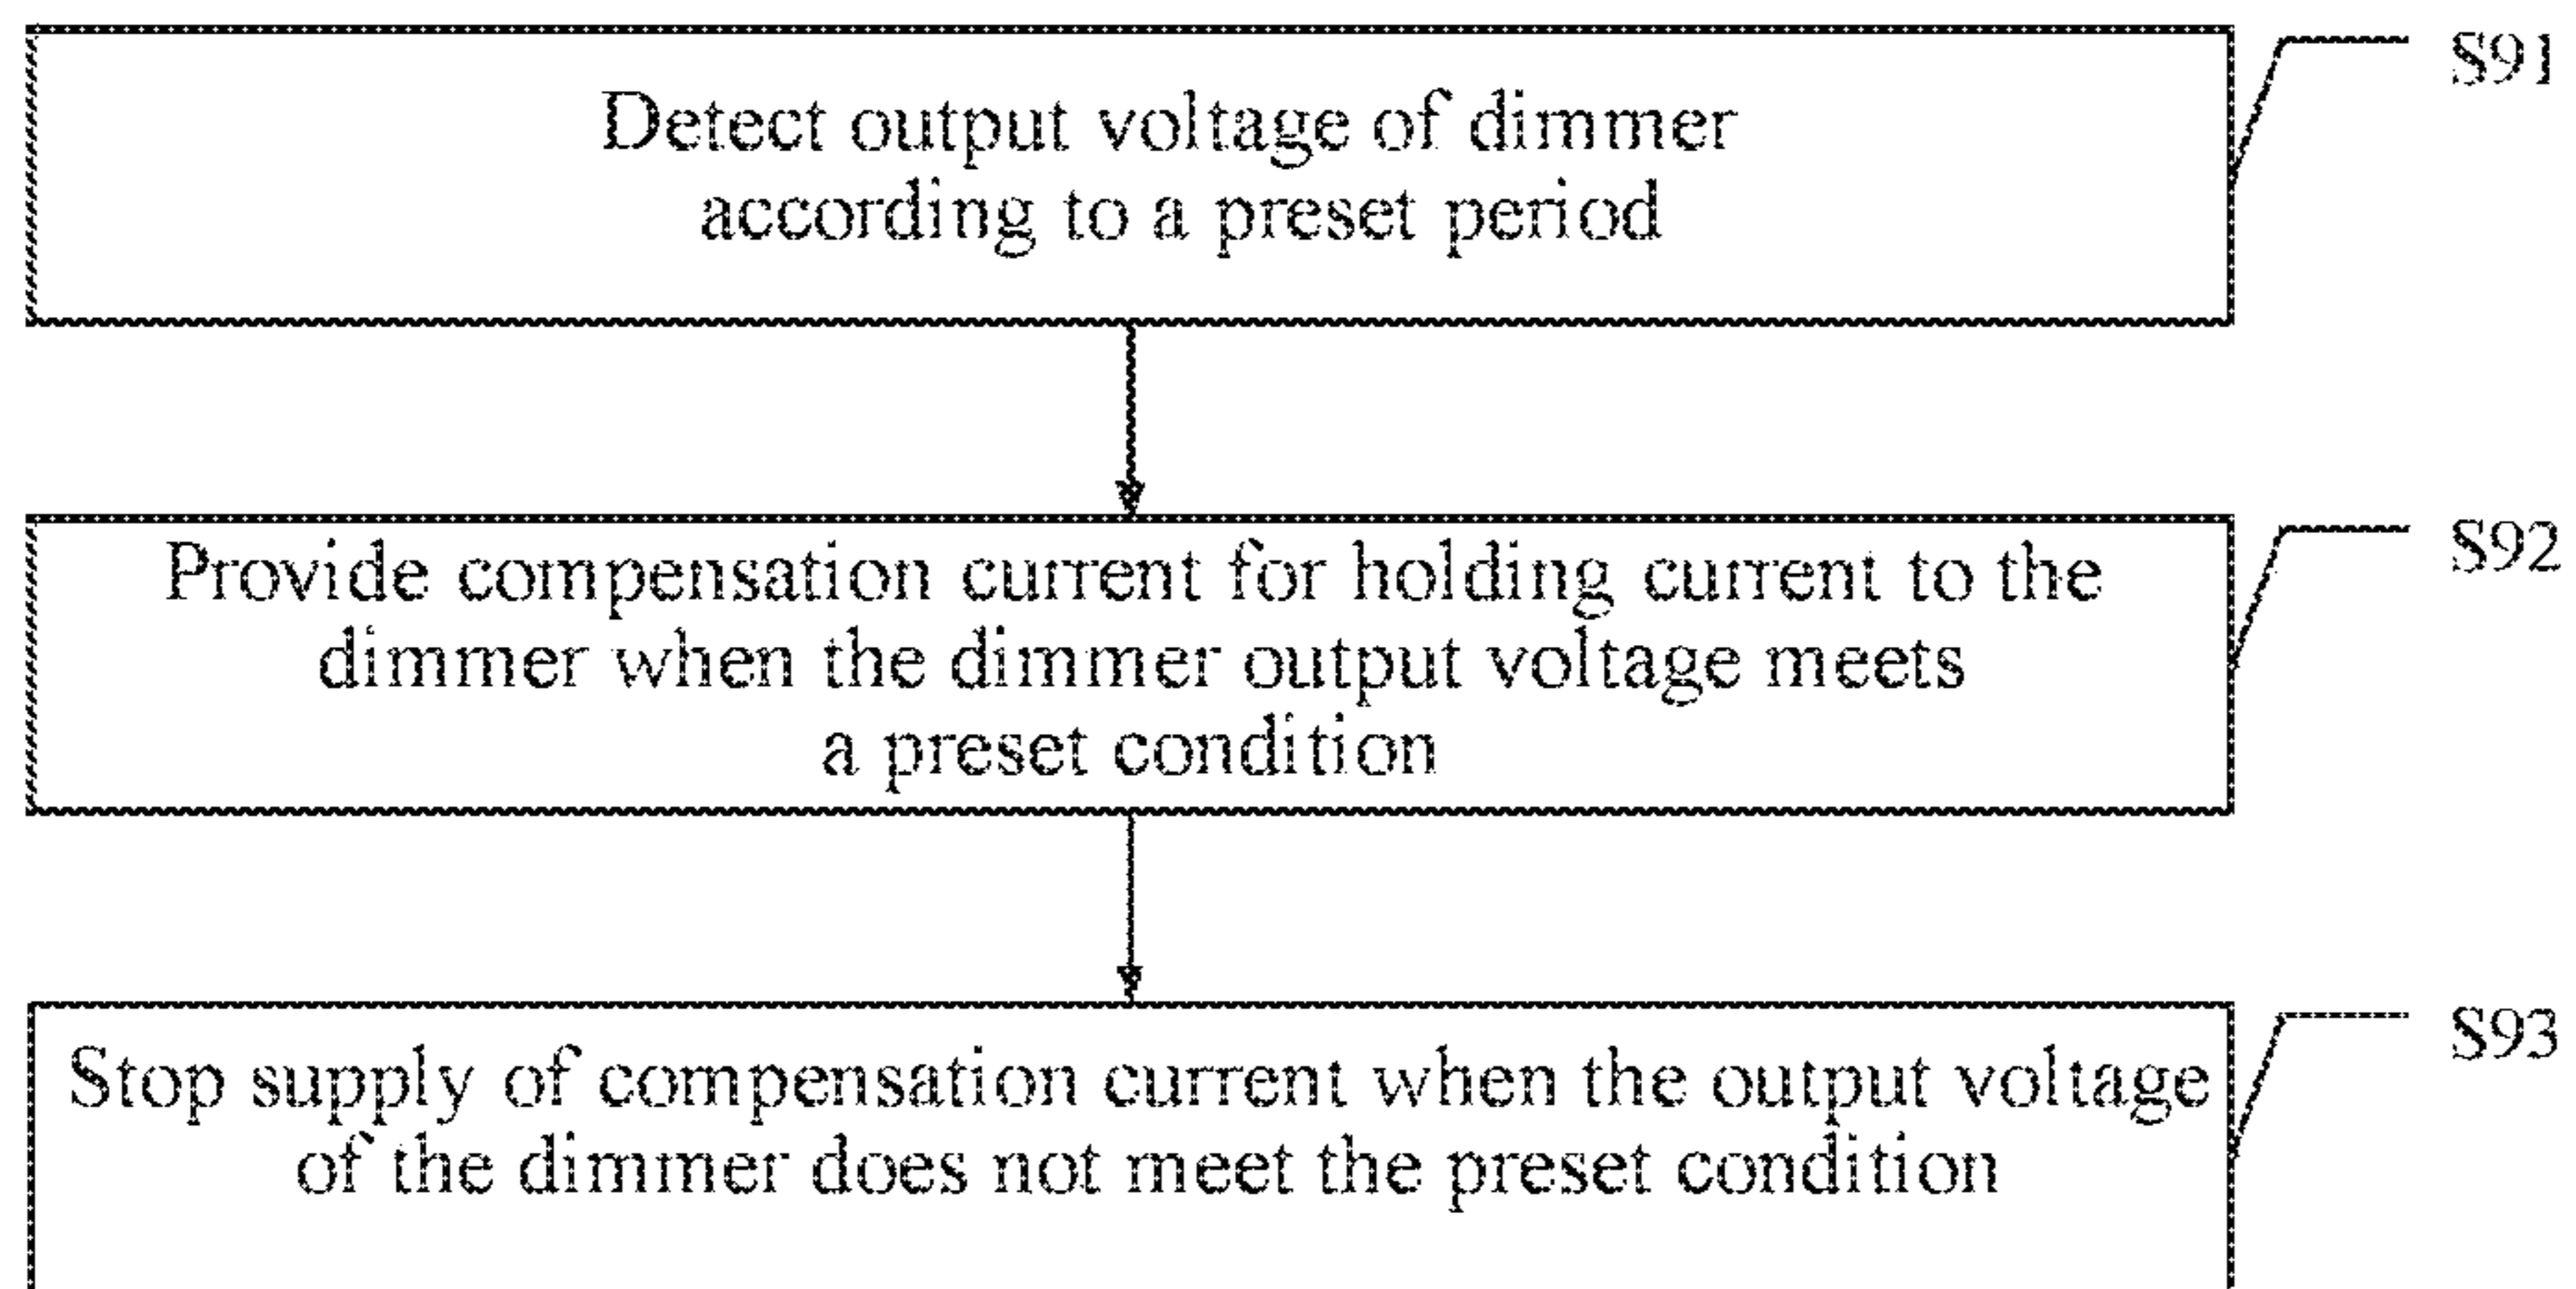 Detect output voltage of dimmer
according to a preset period
S91
Provide compensation current for holding current to the
dimmer when the dimmer output voltage meets
a preset condition
S92
Stop supply of compensation current when the output voltage
of the dimmer does not meet the preset condition
S93